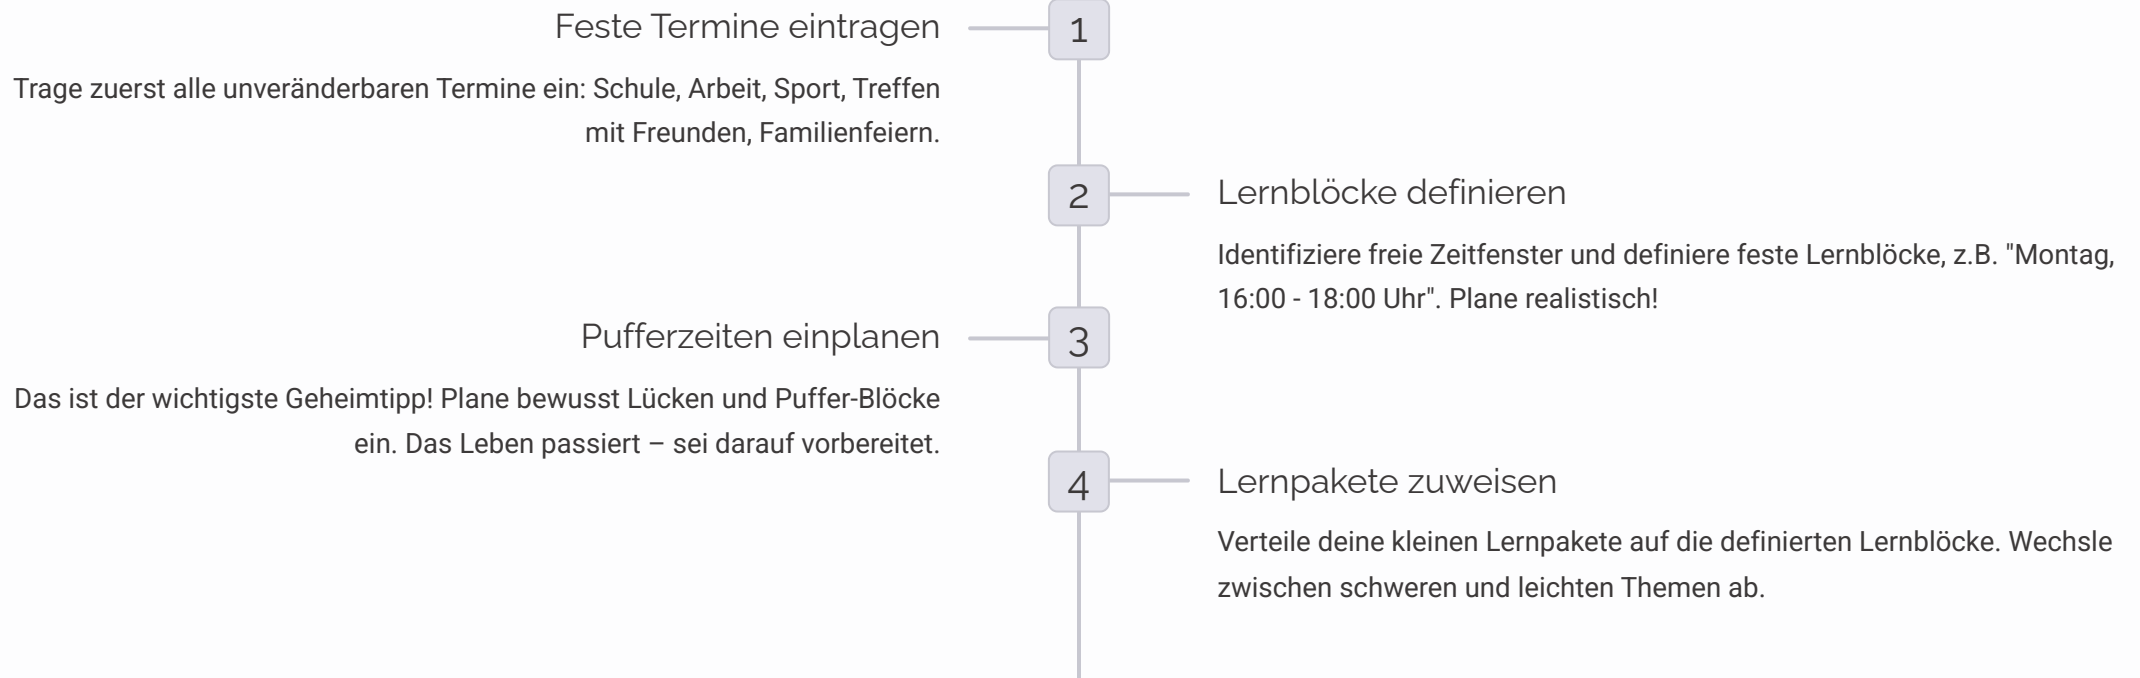 Feste Termine eintragen
1
Trage zuerst alle unveränderbaren Termine ein: Schule, Arbeit, Sport, Treffen
mit Freunden, Familienfeiern.
2
Lernblöcke definieren
Identifiziere freie Zeitfenster und definiere feste Lernblöcke, z.B. "Montag,
16:00 - 18:00 Uhr". Plane realistisch!
Pufferzeiten einplanen
3
Das ist der wichtigste Geheimtipp! Plane bewusst Lücken und Puffer-Blöcke
ein. Das Leben passiert – sei darauf vorbereitet.
4
Lernpakete zuweisen
Verteile deine kleinen Lernpakete auf die definierten Lernblöcke. Wechsle
zwischen schweren und leichten Themen ab.